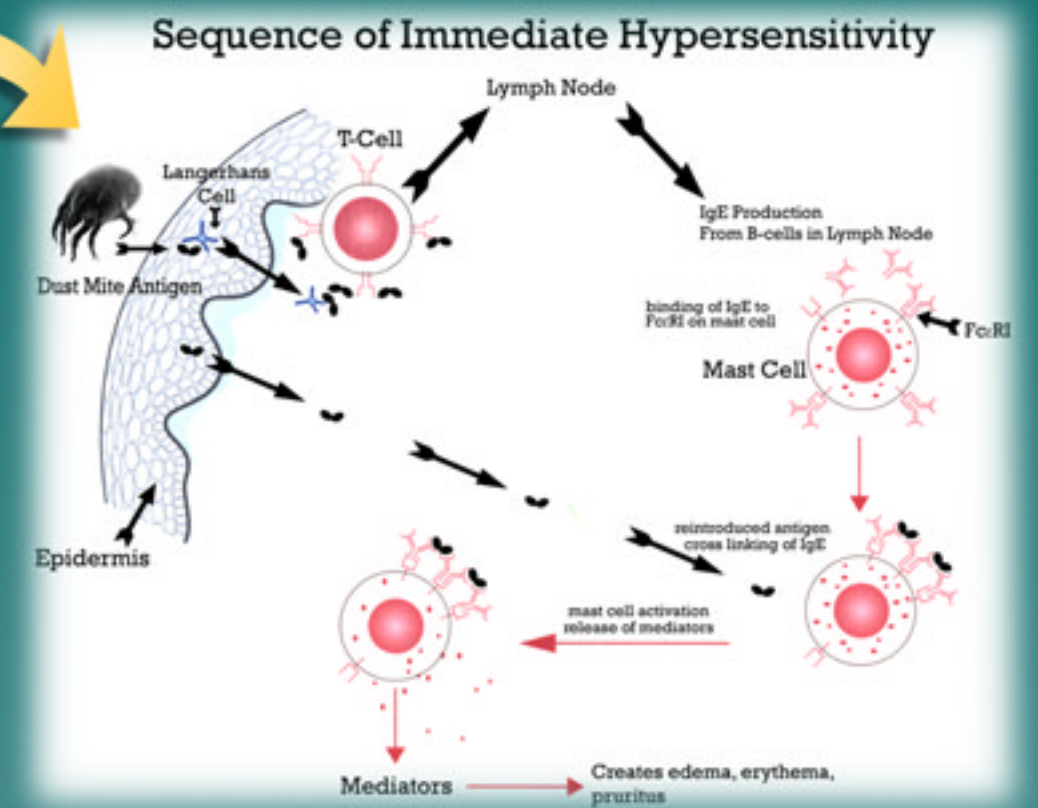 Sequence of Immediate Hypersensitivity
Lymph Node
T-Cell
Langerhans
Cell
Dust Mite Antigen
IgE Production
From B-cells in Lymph Node
binding of IgE to
FcεRI on mast cell
FcεRI
Mast Cell
Epidermis
reintroduced antigen
cross linking of IgE
mast cell activation
release of mediators
Mediators
Creates edema, erythema,
pruritus